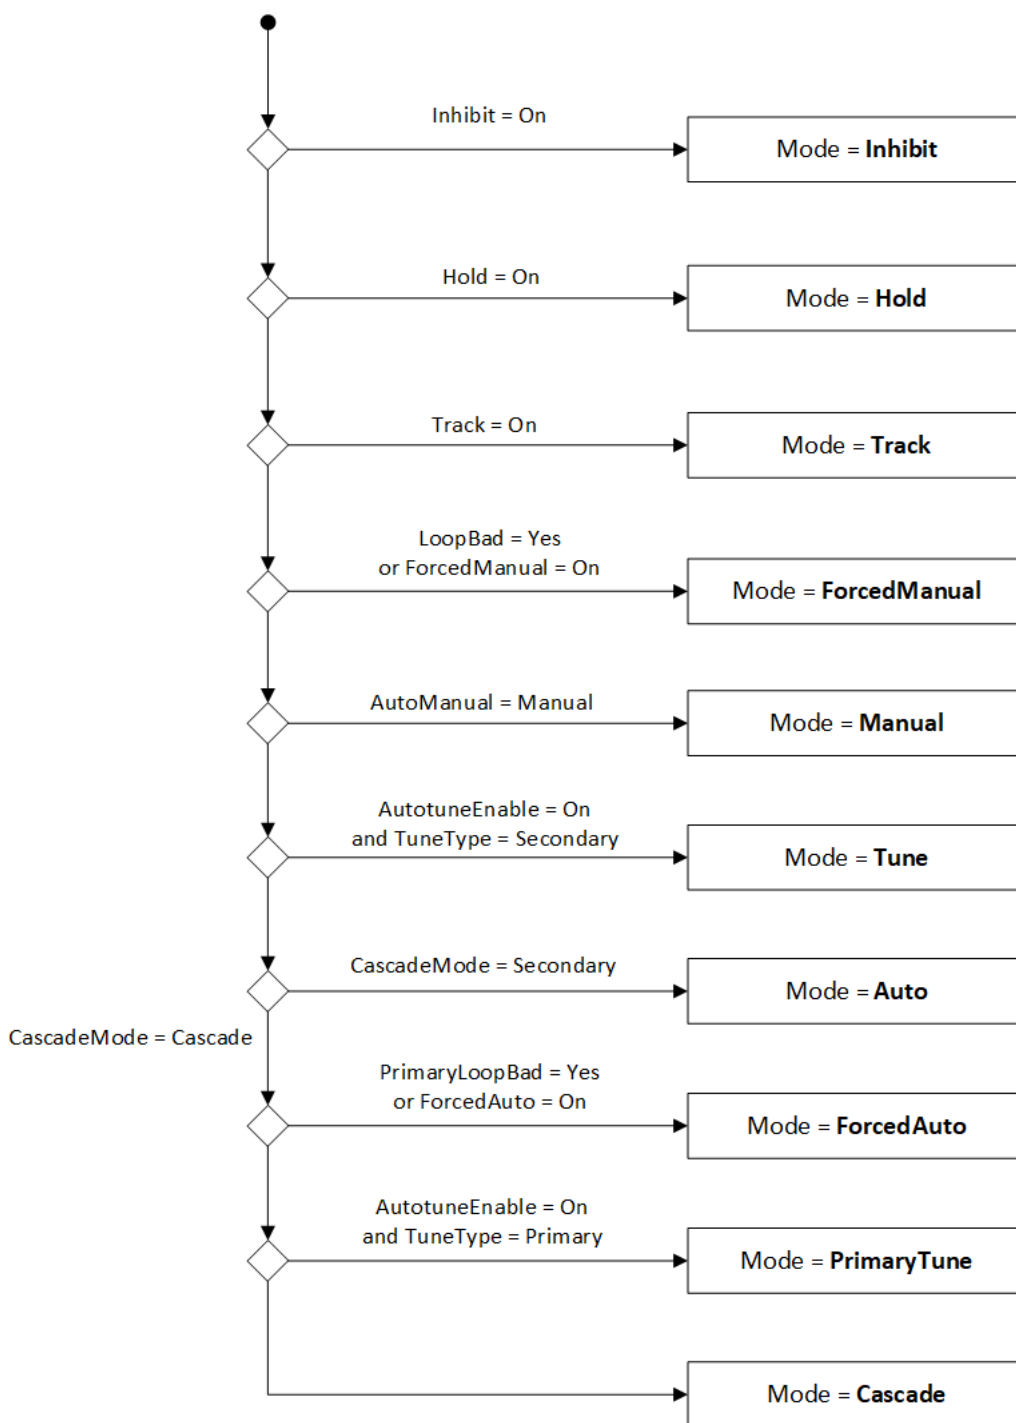 Inhibit = On
Mode = Inhibit
Hold = On
Mode = Hold
Track = On
Mode = Track
LoopBad = Yes
or ForcedManual = On
Mode = ForcedManual
AutoManual = Manual
Mode = Manual
AutotuneEnable = On
and TuneType = Secondary
Mode = Tune
CascadeMode = Secondary
Mode = Auto
CascadeMode = Cascade
PrimaryLoopBad = Yes
or ForcedAuto = On
Mode = ForcedAuto
AutotuneEnable = On
and TuneType = Primary
Mode = PrimaryTune
Mode = Cascade